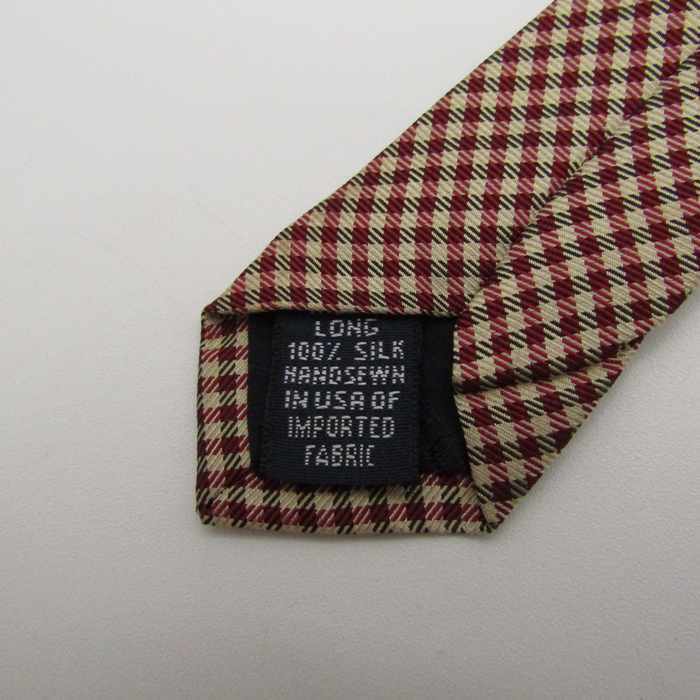 LONG
100% SILK
HANDSEWN
IN USA OF
IMPORTED
FABRIC